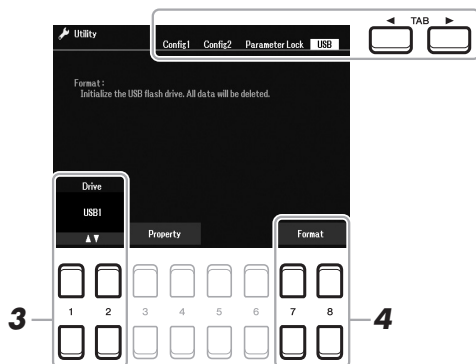 Utility
Config1 Config2 Parameter Lock USB
◄ TAB ►
Format :
Initialize the USB flash drive. All data will be deleted.
Drive
USB1
▲▼
Property
Format
1 2 3 4 5 6 7 8
3
4